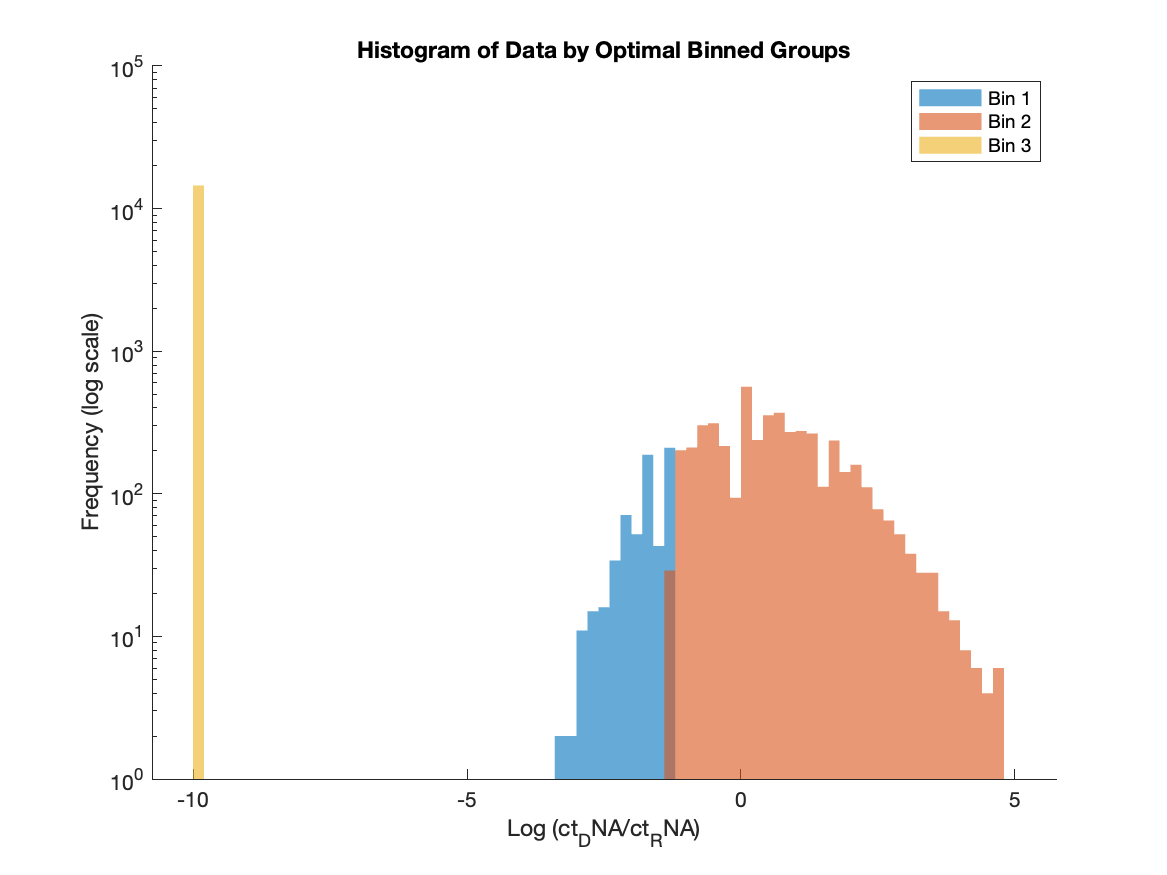 Histogram of Data by Optimal Binned Groups
10^5
10^4
10^3
10^2
10^1
10^0
Frequency (log scale)
Bin 1
Bin 2
Bin 3
-10 -5 0 5
Log (ct_DNA/ct_RNA)